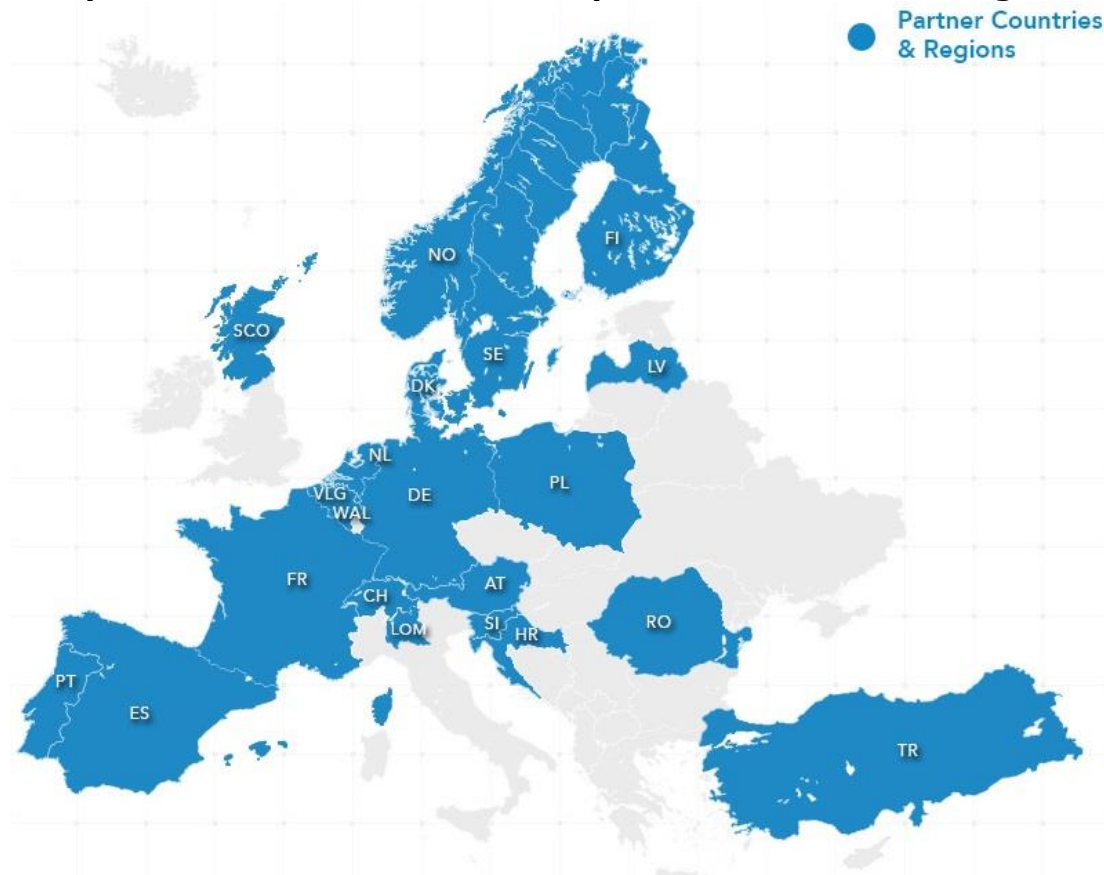 Partner Countries
& Regions
NO
FI
SCO
SE
LV
DK
NL
PL
VLG
DE
WAL
FR
AT
CH
SI
RO
LOM
HR
PT
ES
TR